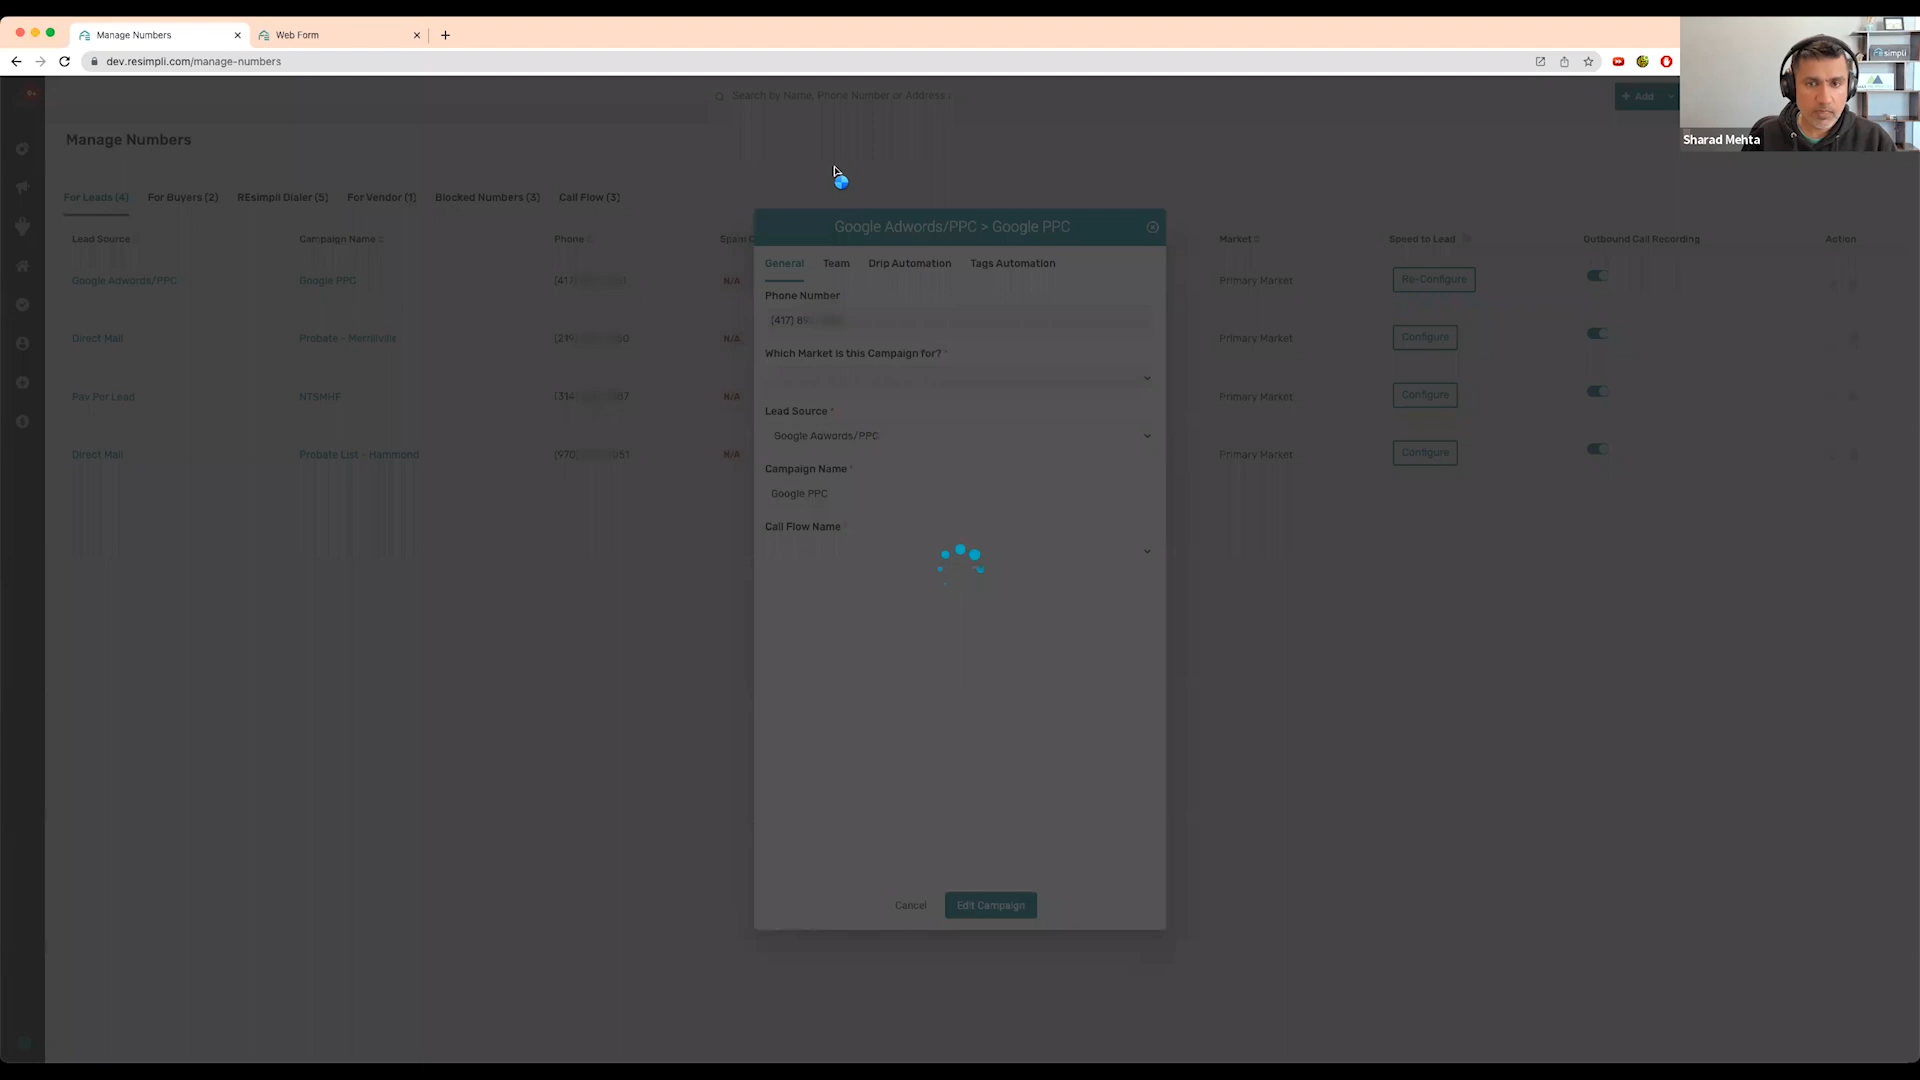 Manage Numbers
Web Form
dev.resimpli.com/manage-numbers
Search by Name, Phone Number or Address
+ Add
simpli
Sharad Mehta
Manage Numbers
For Leads (4)
For Buyers (2)
REsimpli Dialer (5)
For Vendor (1)
Blocked Numbers (3)
Call Flow (3)
Lead Source
Campaign Name
Phone
Spam
Market
Speed to Lead
Outbound Call Recording
Action
Google Adwords/PPC
Google PPC
(417)
N/A
Primary Market
Re-Configure
Direct Mail
Probate - Merrillville
(219)
N/A
Primary Market
Configure
Pay Per Lead
NTSMHF
(314)
N/A
Primary Market
Configure
Direct Mail
Probate List - Hammond
(970)
N/A
Primary Market
Configure
Google Adwords/PPC > Google PPC
General
Team
Drip Automation
Tags Automation
Phone Number
(417)
Which Market is this Campaign for? *
Lead Source *
Google Adwords/PPC
Campaign Name *
Google PPC
Call Flow Name *
Cancel
Edit Campaign